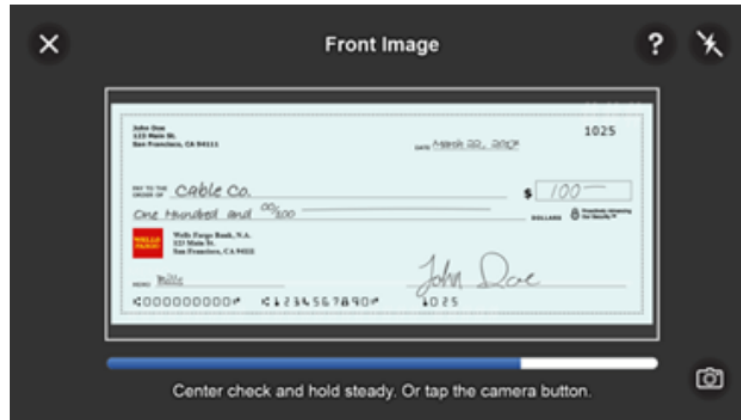 Front Image
?
John Doe
123 Main St.
San Francisco, CA 94111
1025
DATE March 22,
PAY TO THE
ORDER OF Cable Co.
$ 100
One Hundred and 00/100
DOLLARS
WELLS
FARGO
Wells Fargo Bank, N.A.
123 Main St.
San Francisco, CA 94111
MEMO Bills
John Doe
⑆000000000⑆ ⑆1234567890⑆ 1025
Center check and hold steady. Or tap the camera button.